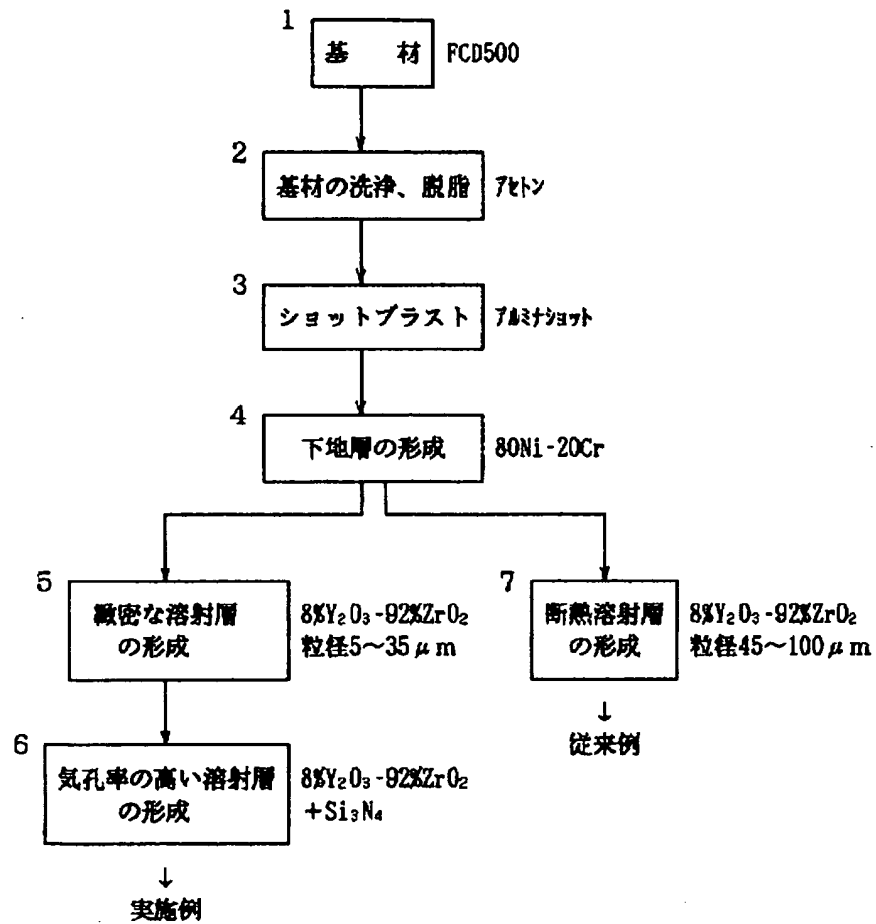 1
基　材 FCD500
2
基材の洗浄、脱脂 アセトン
3
ショットブラスト アルミナショット
4
下地層の形成 80Ni-20Cr
5
緻密な溶射層
の形成
8%Y₂O₃-92%ZrO₂
粒径5～35μm
7
断熱溶射層
の形成
8%Y₂O₃-92%ZrO₂
粒径45～100μm
↓
従来例
6
気孔率の高い溶射層
の形成
8%Y₂O₃-92%ZrO₂
+Si₃N₄
↓
実施例